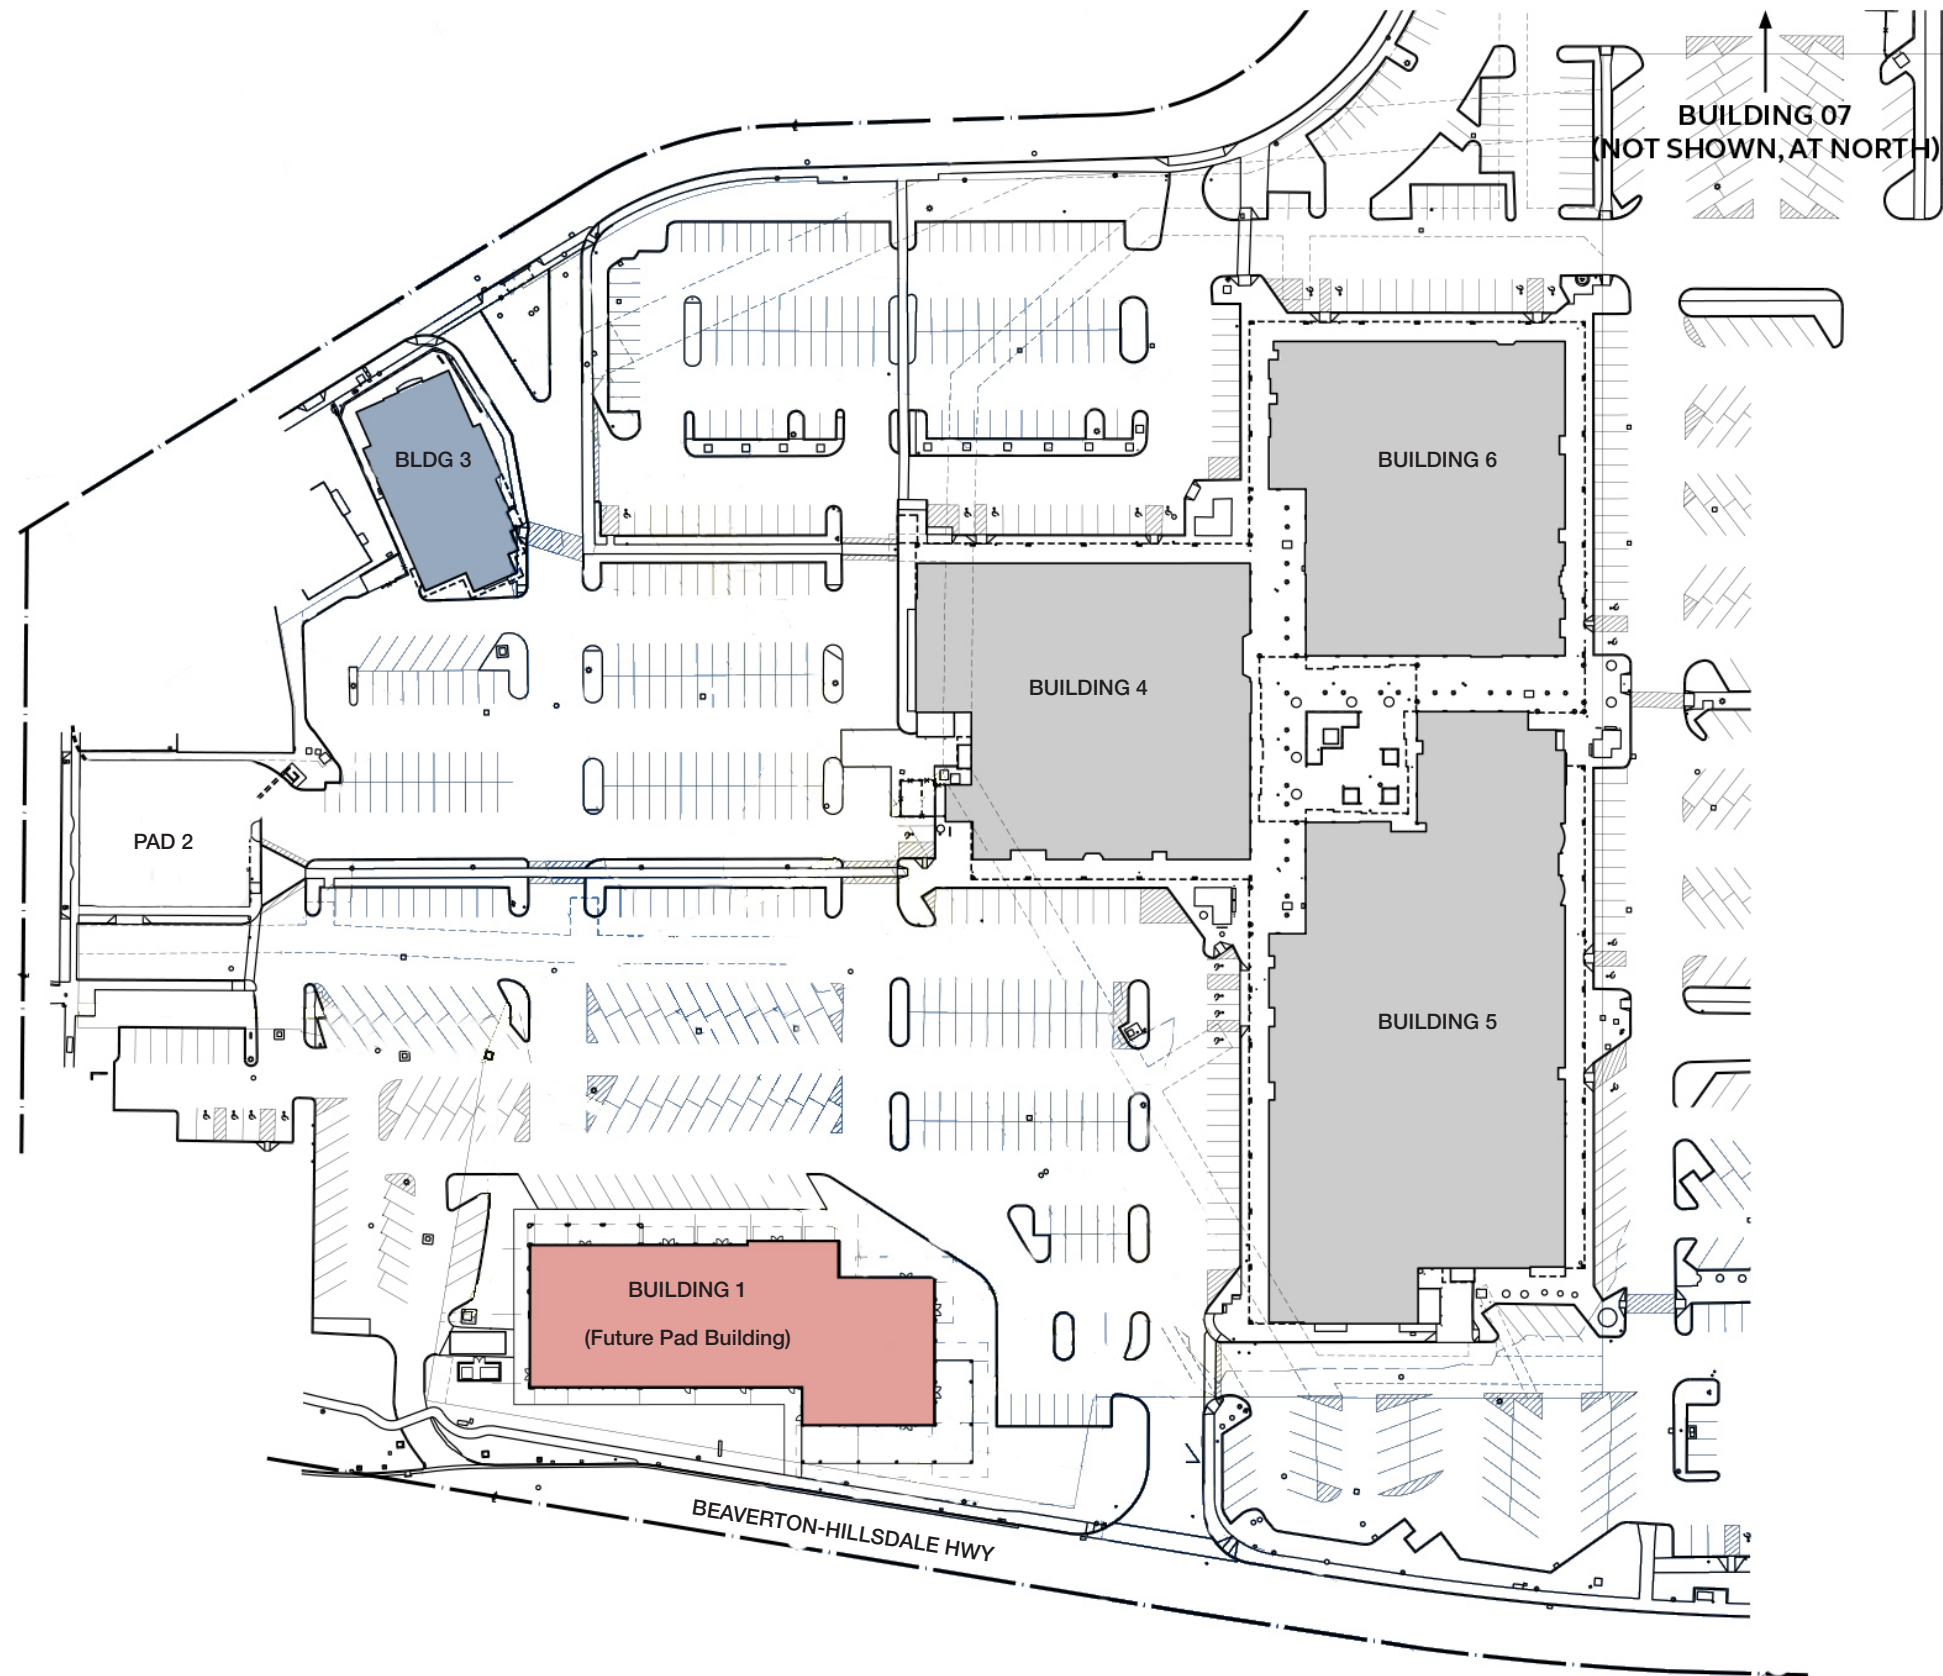 BUILDING 07
(NOT SHOWN, AT NORTH)
BLDG 3
BUILDING 6
BUILDING 4
PAD 2
BUILDING 5
BUILDING 1
(Future Pad Building)
BEAVERTON-HILLSDALE HWY